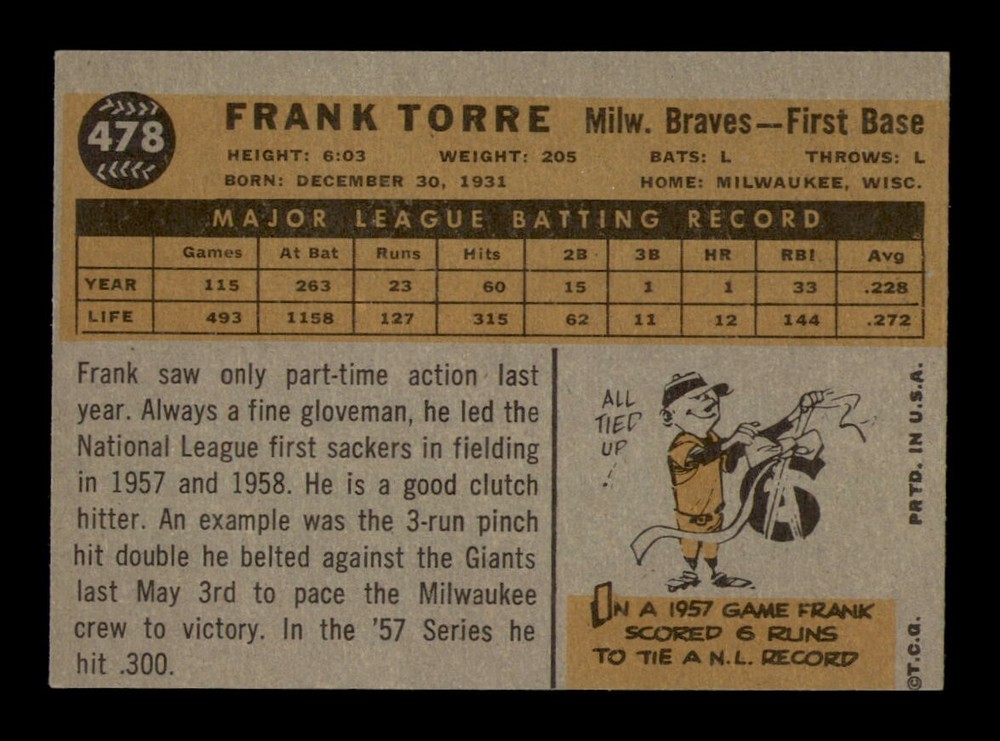 478
FRANK TORRE Milw. Braves—First Base
HEIGHT: 6:03 WEIGHT: 205 BATS: L THROWS: L
BORN: DECEMBER 30, 1931 HOME: MILWAUKEE, WISC.
MAJOR LEAGUE BATTING RECORD
Games At Bat Runs Hits 2B 3B HR RBI Avg
YEAR 115 263 23 60 15 1 1 33 .228
LIFE 493 1158 127 315 62 11 12 144 .272
Frank saw only part-time action last
year. Always a fine gloveman, he led the
National League first sackers in fielding
in 1957 and 1958. He is a good clutch
hitter. An example was the 3-run pinch
hit double he belted against the Giants
last May 3rd to pace the Milwaukee
crew to victory. In the '57 Series he
hit .300.
ALL
TIED
UP
!
6
IN A 1957 GAME FRANK
SCORED 6 RUNS
TO TIE A N.L. RECORD
©T.C.G. PRTD. IN U.S.A.